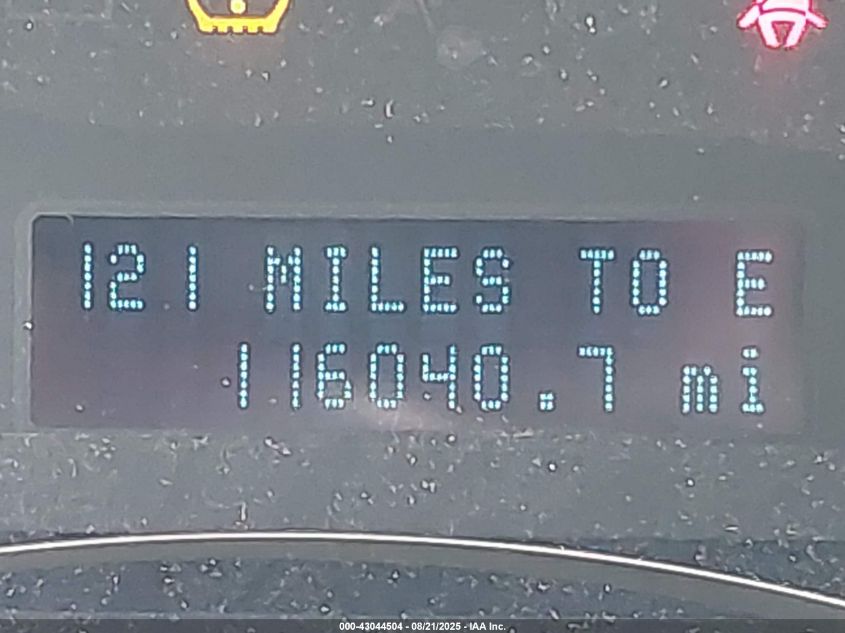 121 MILES TO E
116040.7 mi
000-43044504 - 08/21/2025 - IAA Inc.